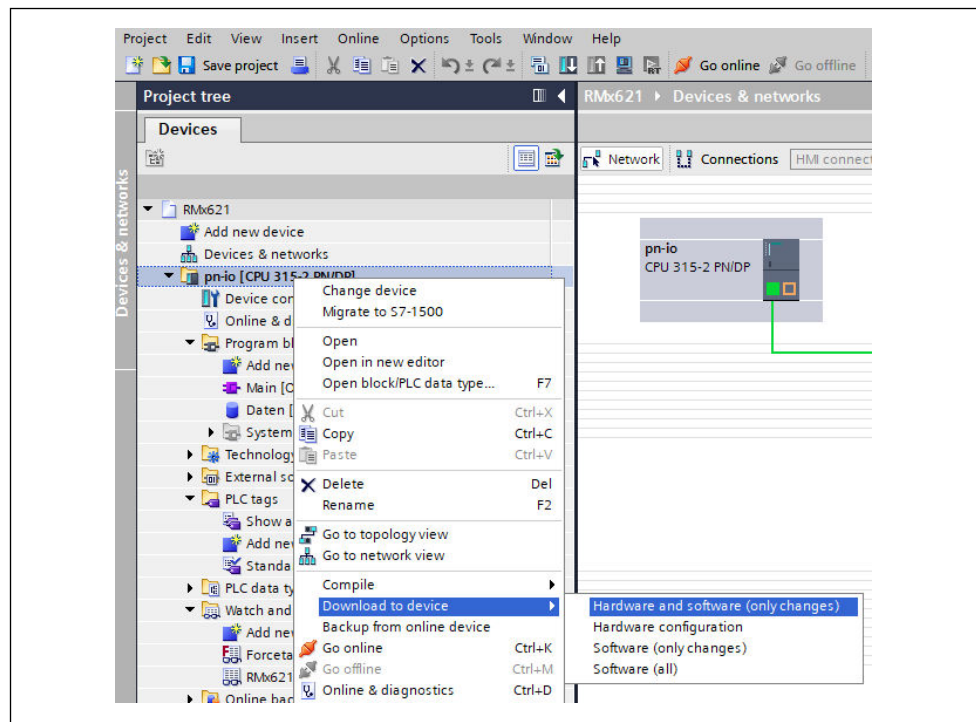 Project Edit View Insert Online Options Tools Window Help
Save project Go online Go offline
Project tree
RMx621 Devices & networks
Devices
Network Connections HMI connect
Devices & networks
RMx621
Add new device
Devices & networks
pn-io [CPU 315-2 PN/DP]
Device con
Online & d
Program bl
Add ne
Main [O
Daten [
System
Technology
External so
PLC tags
Show a
Add ne
Standa
PLC data ty
Watch and
Add ne
Forceta
RMx621
Online bac
Change device
Migrate to S7-1500
Open
Open in new editor
Open block/PLC data type... F7
Cut Ctrl+X
Copy Ctrl+C
Paste Ctrl+V
Delete Del
Rename F2
Go to topology view
Go to network view
Compile
Download to device
Backup from online device
Go online Ctrl+K
Go offline Ctrl+M
Online & diagnostics Ctrl+D
Hardware and software (only changes)
Hardware configuration
Software (only changes)
Software (all)
pn-io
CPU 315-2 PN/DP